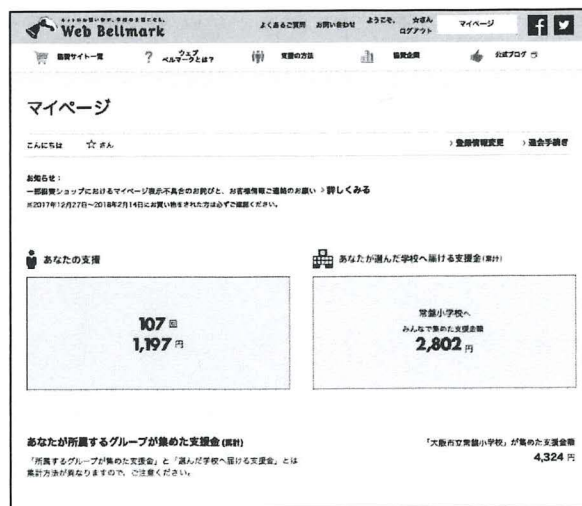 Web Bellmark
よくあるご質問 お問い合わせ ようこそ、 ☆さん
ログアウト
マイページ
協賛サイト一覧
ウェブ
ベルマークとは?
支援の方法
協賛企業
公式ブログ
マイページ
こんにちは ☆ さん
› 登録情報変更 › 退会手続き
お知らせ:
一部協賛ショップにおけるマイページ表示不具合のお詫びと、お客様情報ご連絡のお願い › 詳しくみる
※2017年12月27日~2018年2月14日にお買い物をされた方は必ずご確認ください。
あなたの支援
107 回
1,197 円
あなたが選んだ学校へ届ける支援金(累計)
常盤小学校へ
みんなで集めた支援金額
2,802 円
あなたが所属するグループが集めた支援金(累計)
「所属するグループが集めた支援金」と「選んだ学校へ届ける支援金」とは
集計方法が異なりますので、ご注意ください。
「大阪市立常盤小学校」が集めた支援金額
4,324 円